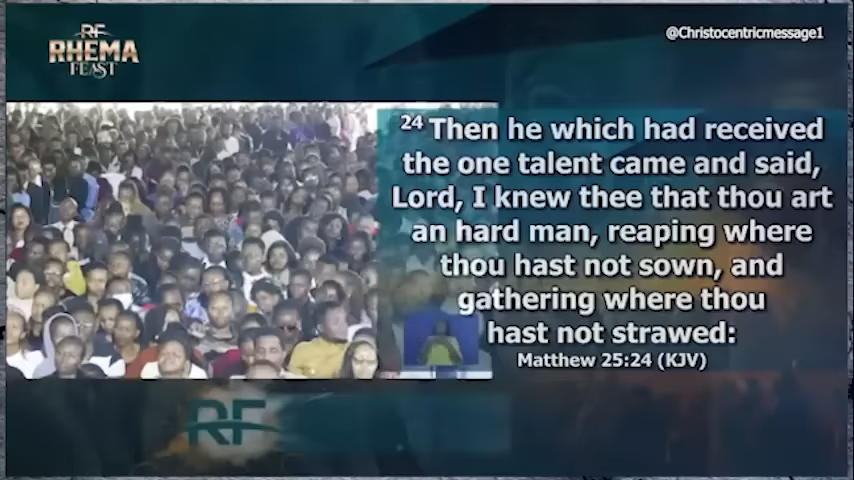 RF
RHEMA
FEAST
@Christocentricmessage1
24 Then he which had received
the one talent came and said,
Lord, I knew thee that thou art
an hard man, reaping where
thou hast not sown, and
gathering where thou
hast not strawed:
Matthew 25:24 (KJV)
RF